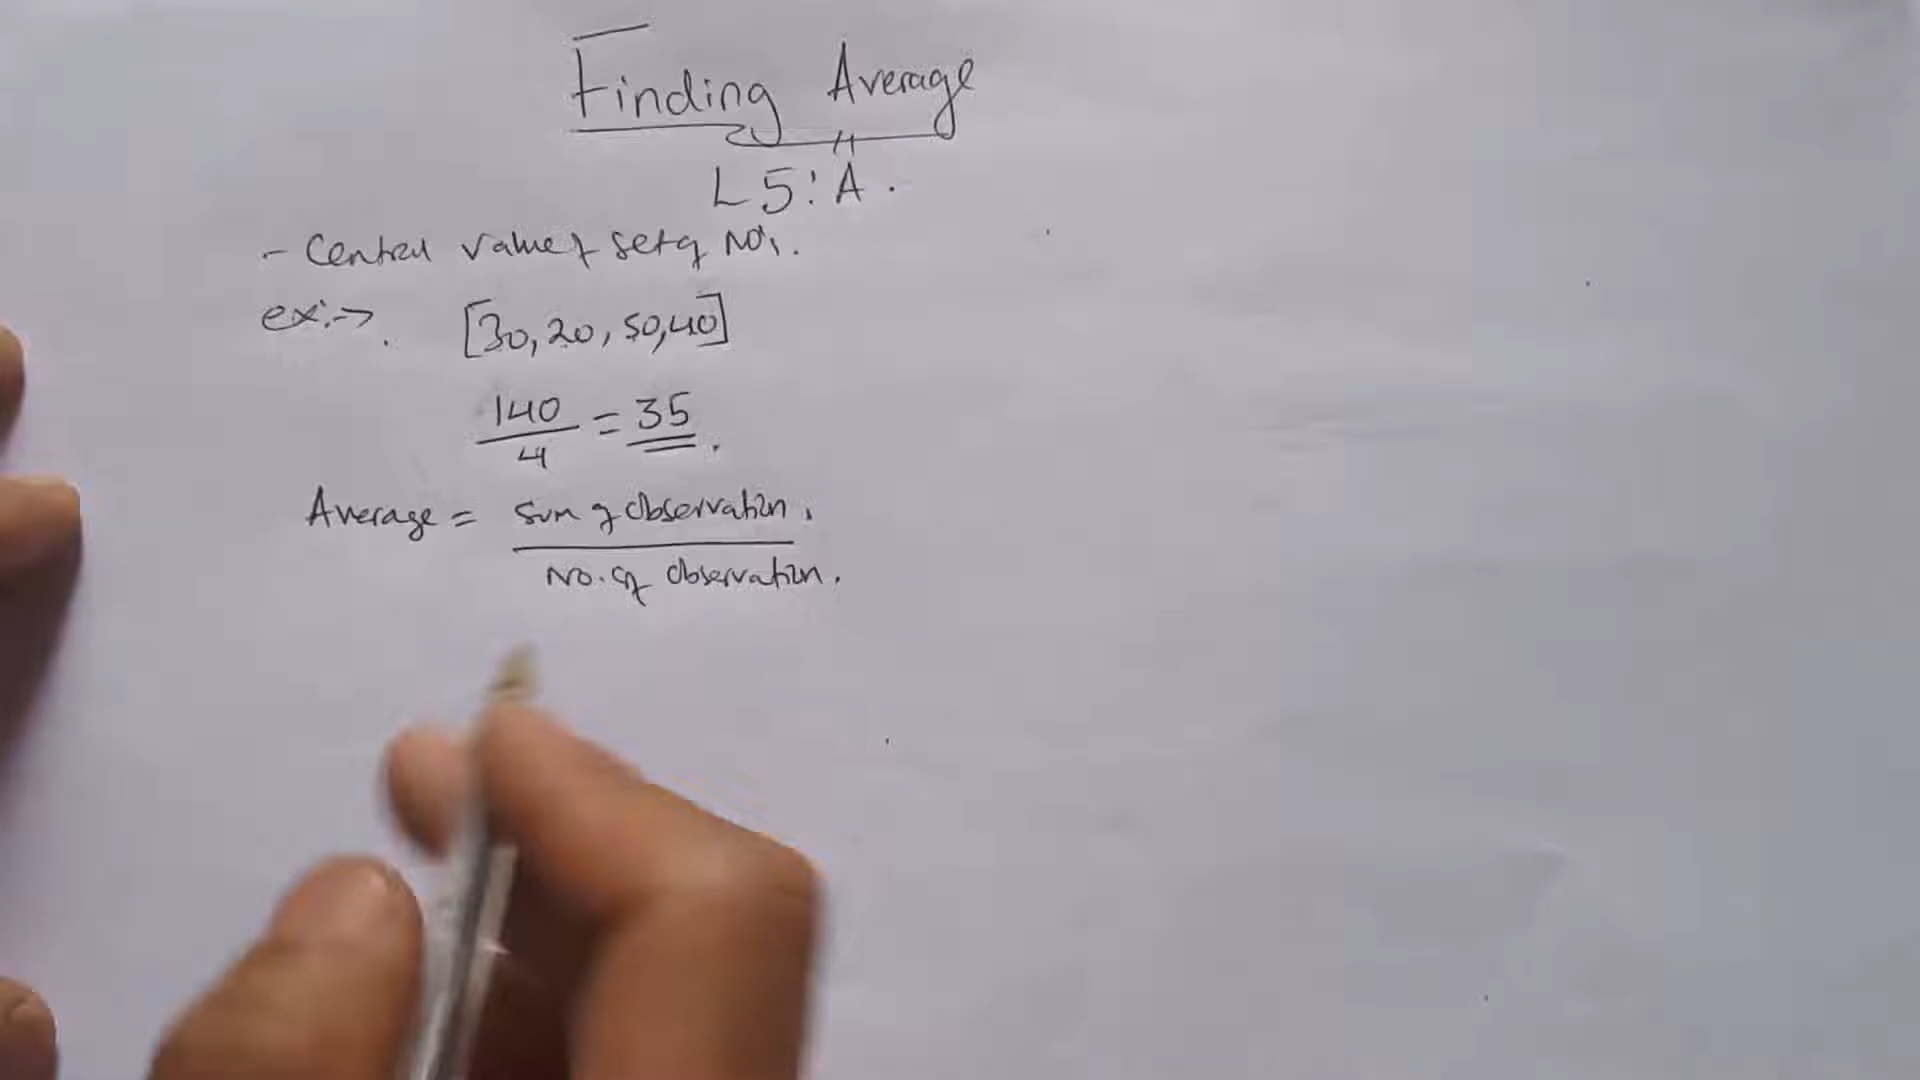 Finding Average
L5:A.
- Central value of set of No's.
ex:→. [30, 20, 50, 40]
140/4 = 35.
Average = Sum of observation.
No. of observation.